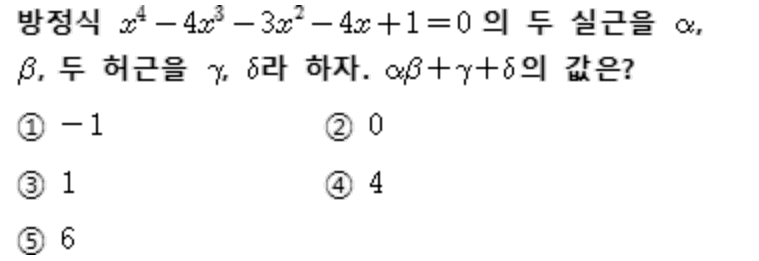 방정식 x⁴ − 4x³ − 3x² − 4x + 1 = 0 의 두 실근을 α,
β, 두 허근을 γ, δ라 하자. αβ+γ+δ의 값은?
① −1 ② 0
③ 1 ④ 4
⑤ 6